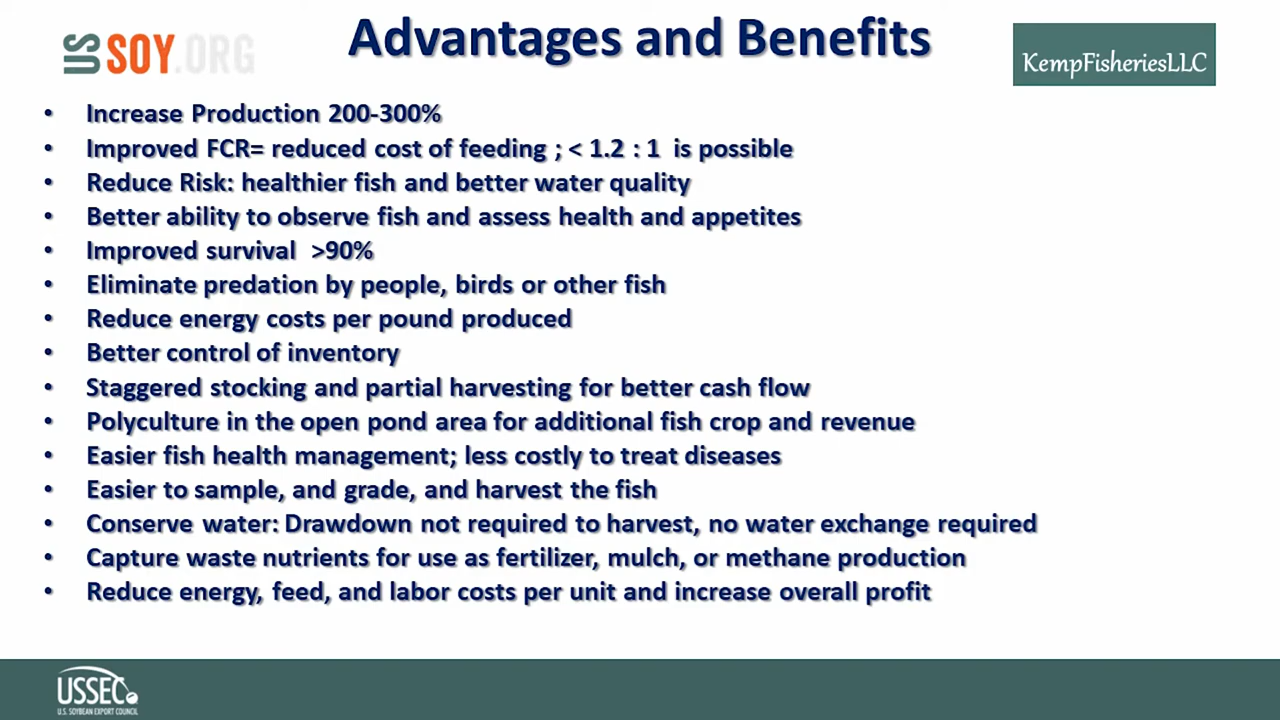 US SOY.ORG
Advantages and Benefits
KempFisheriesLLC
• Increase Production 200-300%
• Improved FCR= reduced cost of feeding ; < 1.2 : 1 is possible
• Reduce Risk: healthier fish and better water quality
• Better ability to observe fish and assess health and appetites
• Improved survival >90%
• Eliminate predation by people, birds or other fish
• Reduce energy costs per pound produced
• Better control of inventory
• Staggered stocking and partial harvesting for better cash flow
• Polyculture in the open pond area for additional fish crop and revenue
• Easier fish health management; less costly to treat diseases
• Easier to sample, and grade, and harvest the fish
• Conserve water: Drawdown not required to harvest, no water exchange required
• Capture waste nutrients for use as fertilizer, mulch, or methane production
• Reduce energy, feed, and labor costs per unit and increase overall profit
USSEC
U.S. SOYBEAN EXPORT COUNCIL